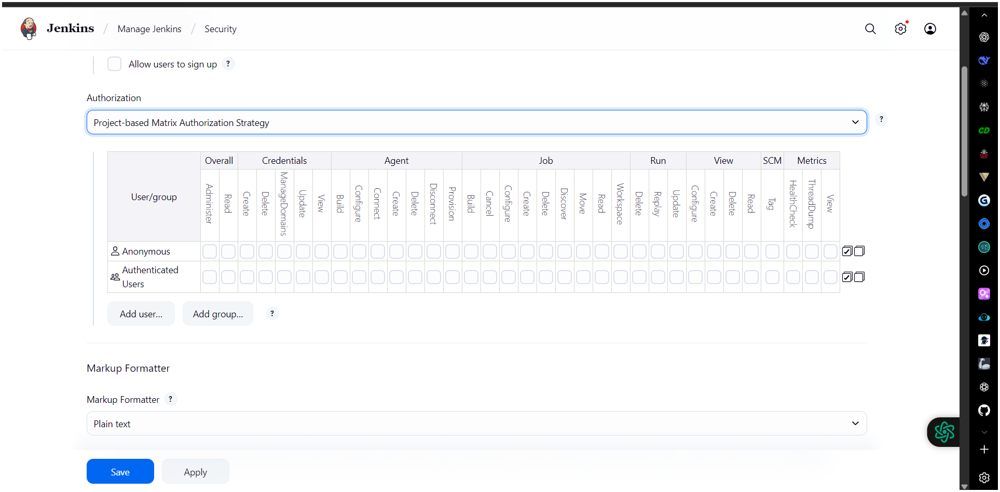 Jenkins / Manage Jenkins / Security
Allow users to sign up ?
Authorization
Project-based Matrix Authorization Strategy
?
User/group
Overall
Credentials
Agent
Job
Run
View
SCM
Metrics
Administer
Read
Create
Delete
ManageDomains
Update
View
Build
Configure
Connect
Create
Delete
Disconnect
Provision
Build
Cancel
Configure
Create
Delete
Discover
Move
Read
Workspace
Delete
Replay
Update
Configure
Create
Delete
Read
Tag
HealthCheck
ThreadDump
View
Anonymous
Authenticated
Users
Add user...
Add group...
?
Markup Formatter
Markup Formatter ?
Plain text
Save
Apply
CD